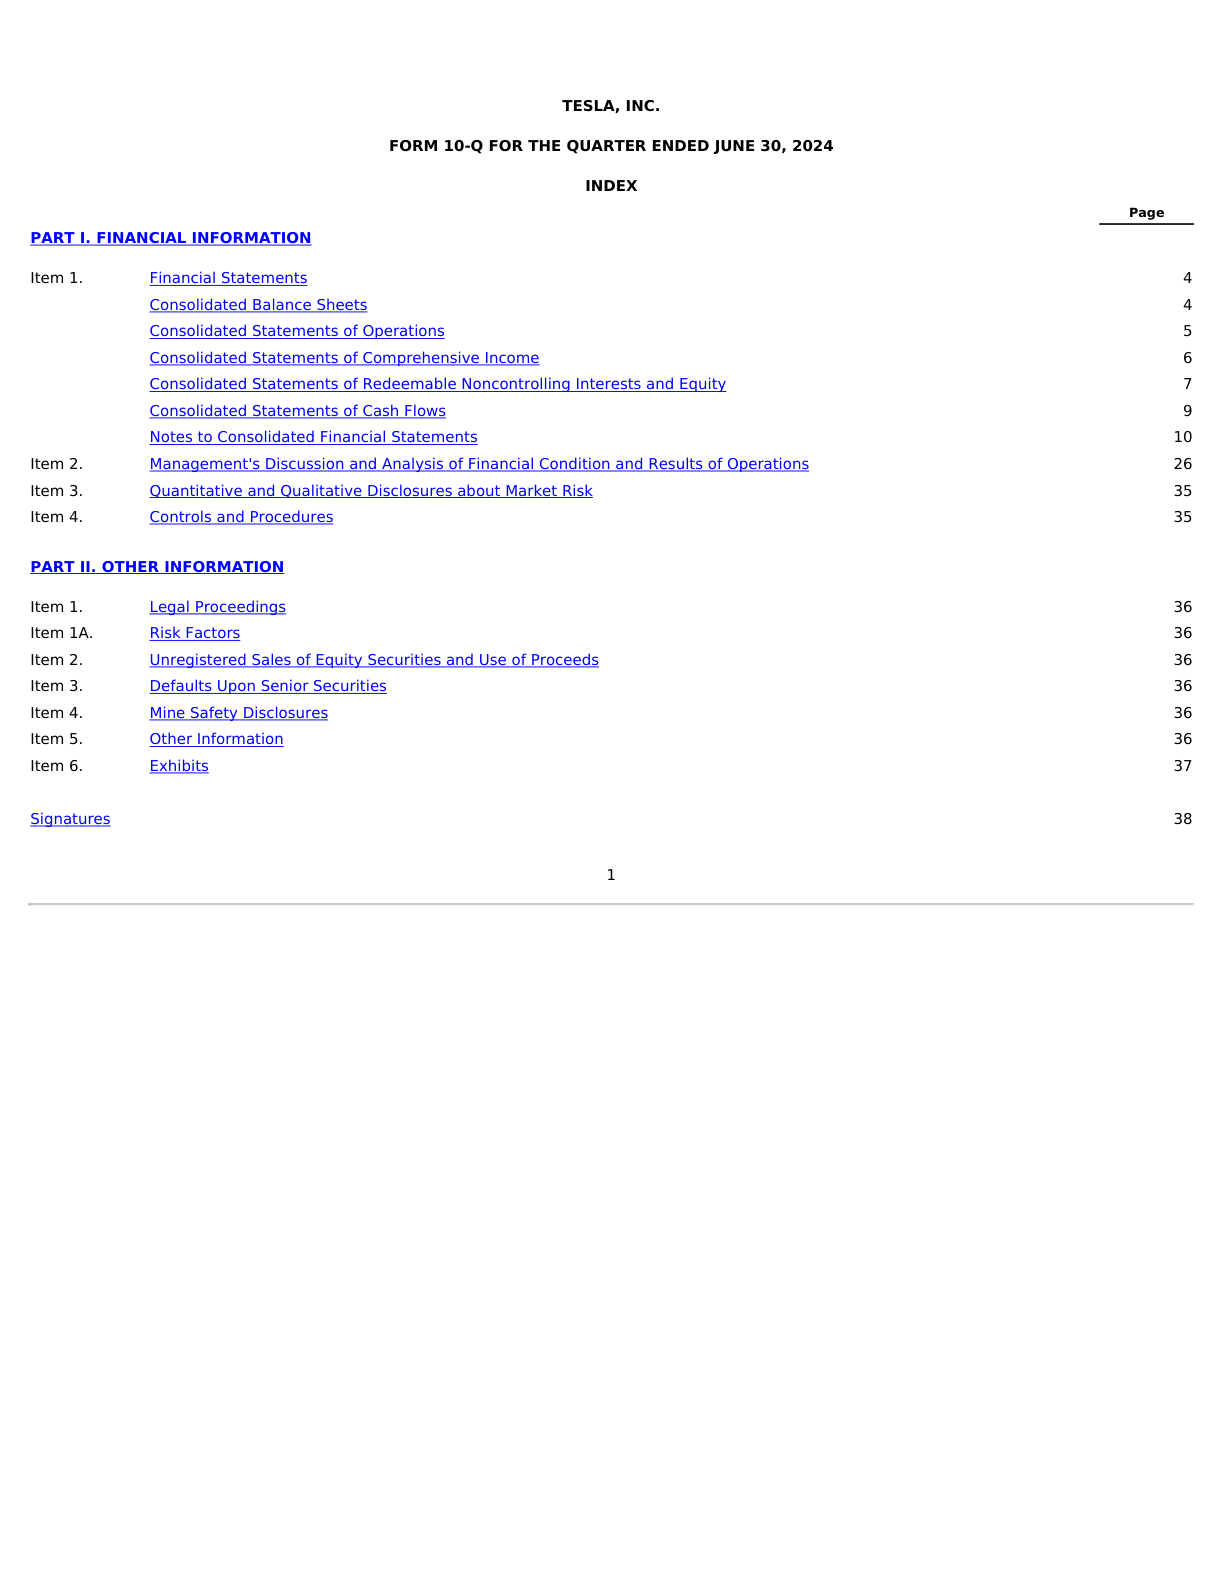 TESLA, INC.
FORM 10-Q FOR THE QUARTER ENDED JUNE 30, 2024
INDEX
Page
PART I. FINANCIAL INFORMATION
Item 1. Financial Statements 4
Consolidated Balance Sheets 4
Consolidated Statements of Operations 5
Consolidated Statements of Comprehensive Income 6
Consolidated Statements of Redeemable Noncontrolling Interests and Equity 7
Consolidated Statements of Cash Flows 9
Notes to Consolidated Financial Statements 10
Item 2. Management's Discussion and Analysis of Financial Condition and Results of Operations 26
Item 3. Quantitative and Qualitative Disclosures about Market Risk 35
Item 4. Controls and Procedures 35
PART II. OTHER INFORMATION
Item 1. Legal Proceedings 36
Item 1A. Risk Factors 36
Item 2. Unregistered Sales of Equity Securities and Use of Proceeds 36
Item 3. Defaults Upon Senior Securities 36
Item 4. Mine Safety Disclosures 36
Item 5. Other Information 36
Item 6. Exhibits 37
Signatures 38
1